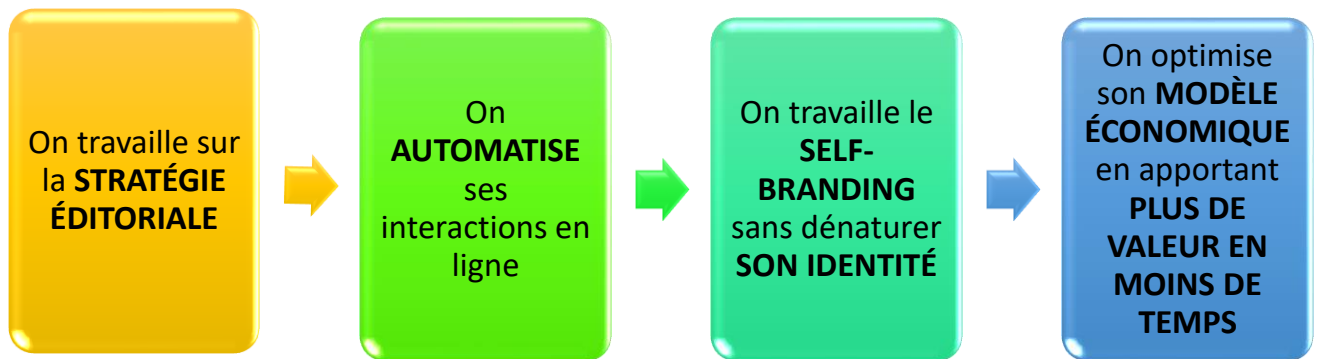 On travaille sur
la STRATÉGIE
ÉDITORIALE
On
AUTOMATISE
ses
interactions en
ligne
On travaille le
SELF-
BRANDING
sans dénaturer
SON IDENTITÉ
On optimise
son MODÈLE
ÉCONOMIQUE
en apportant
PLUS DE
VALEUR EN
MOINS DE
TEMPS